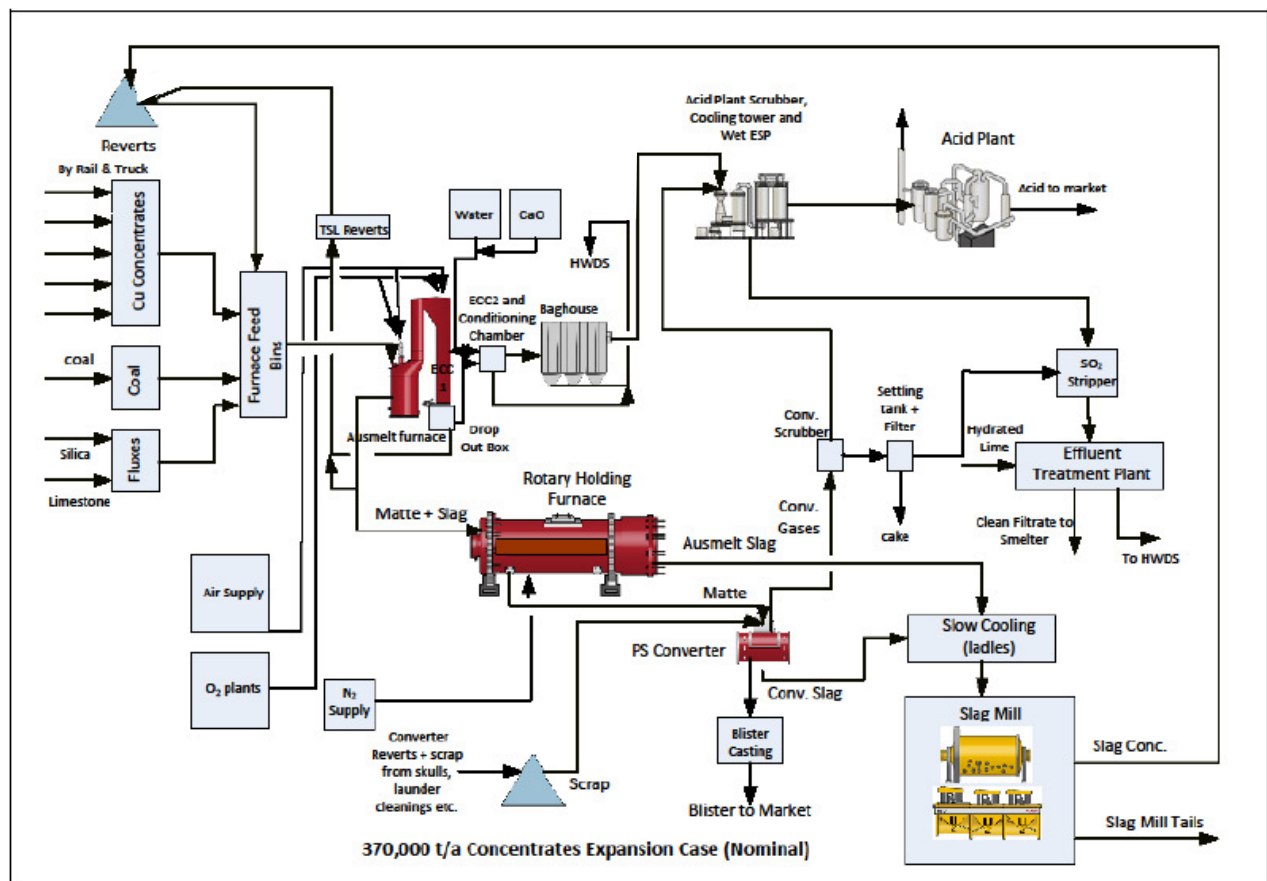 Reverts
By Rail & Truck
Cu Concentrates
coal
Coal
Silica
Limestone
Fluxes
Furnace Feed
Bins
TSL Reverts
Water
CaO
HWDS
ECC2 and
Conditioning
Chamber
Baghouse
ECC
1
Ausmelt furnace
Drop
Out Box
Acid Plant Scrubber,
Cooling tower and
Wet ESP
Acid Plant
Acid to market
SO₂
Stripper
Settling
tank +
Filter
Conv.
Scrubber
Hydrated
Lime
Effluent
Treatment Plant
Clean Filtrate to
Smelter
To HWDS
cake
Conv.
Gases
Rotary Holding
Furnace
Matte + Slag
Ausmelt Slag
Matte
Air Supply
O₂ plants
N₂
Supply
PS Converter
Conv. Slag
Slow Cooling
(ladles)
Slag Mill
Slag Conc.
Slag Mill Tails
Blister
Casting
Blister to Market
Converter
Reverts + scrap
from skulls,
launder
cleanings etc.
Scrap
370,000 t/a Concentrates Expansion Case (Nominal)